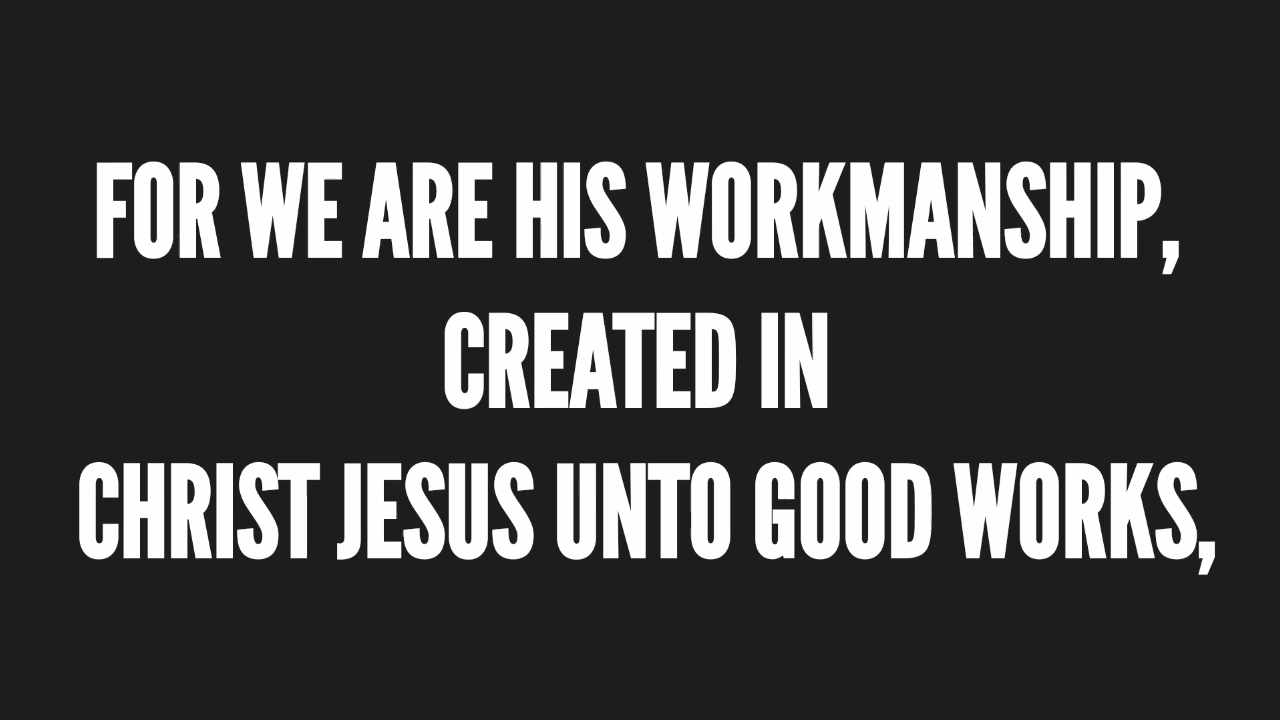 FOR WE ARE HIS WORKMANSHIP,
CREATED IN
CHRIST JESUS UNTO GOOD WORKS,